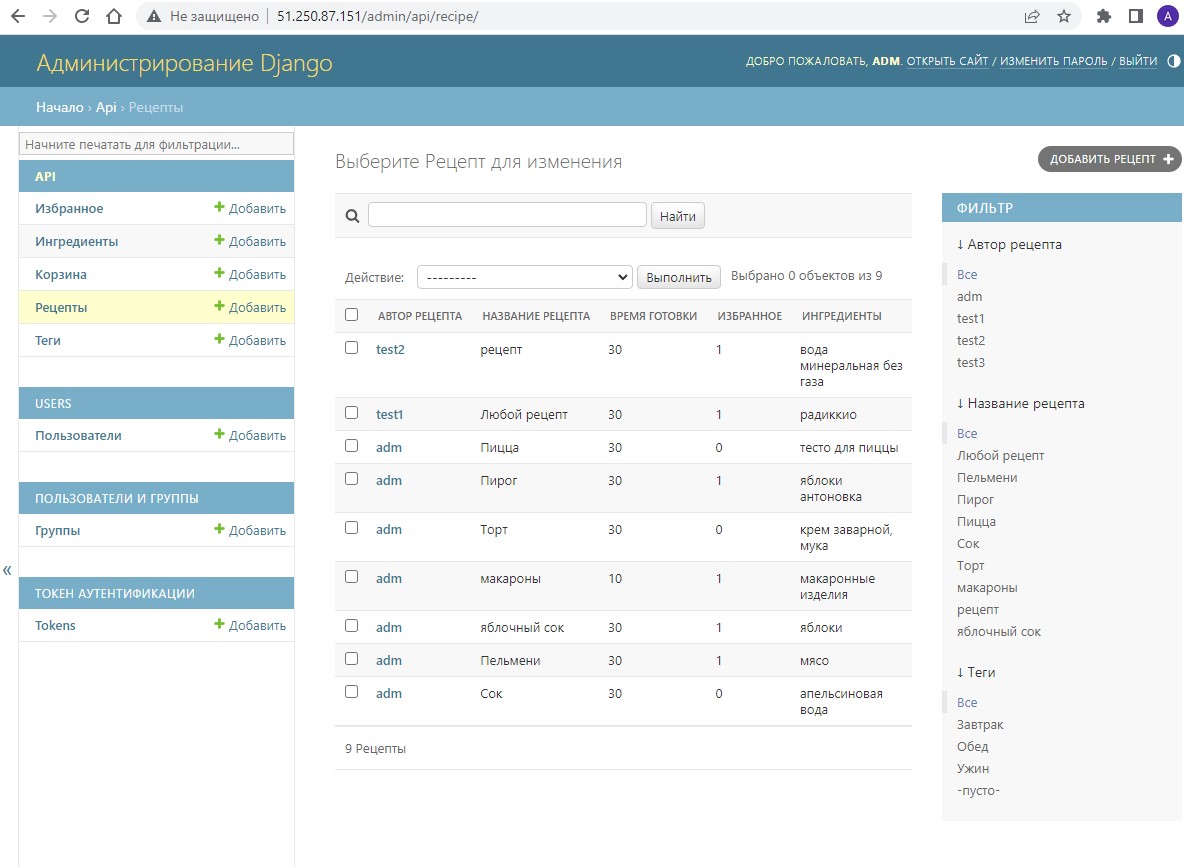 Не защищено 51.250.87.151/admin/api/recipe/ A
Администрирование Django
ДОБРО ПОЖАЛОВАТЬ, ADM. ОТКРЫТЬ САЙТ / ИЗМЕНИТЬ ПАРОЛЬ / ВЫЙТИ
Начало › Api › Рецепты
Начните печатать для фильтрации...
API
Избранное + Добавить
Ингредиенты + Добавить
Корзина + Добавить
Рецепты + Добавить
Теги + Добавить
USERS
Пользователи + Добавить
ПОЛЬЗОВАТЕЛИ И ГРУППЫ
Группы + Добавить
ТОКЕН АУТЕНТИФИКАЦИИ
Tokens + Добавить
«
Выберите Рецепт для изменения
ДОБАВИТЬ РЕЦЕПТ +
Найти
Действие: --------- Выполнить Выбрано 0 объектов из 9
АВТОР РЕЦЕПТА НАЗВАНИЕ РЕЦЕПТА ВРЕМЯ ГОТОВКИ ИЗБРАННОЕ ИНГРЕДИЕНТЫ
test2 рецепт 30 1 вода
минеральная без
газа
test1 Любой рецепт 30 1 радиккио
adm Пицца 30 0 тесто для пиццы
adm Пирог 30 1 яблоки
антоновка
adm Торт 30 0 крем заварной,
мука
adm макароны 10 1 макаронные
изделия
adm яблочный сок 30 1 яблоки
adm Пельмени 30 1 мясо
adm Сок 30 0 апельсиновая
вода
9 Рецепты
ФИЛЬТР
↓ Автор рецепта
Все
adm
test1
test2
test3
↓ Название рецепта
Все
Любой рецепт
Пельмени
Пирог
Пицца
Сок
Торт
макароны
рецепт
яблочный сок
↓ Теги
Все
Завтрак
Обед
Ужин
-пусто-